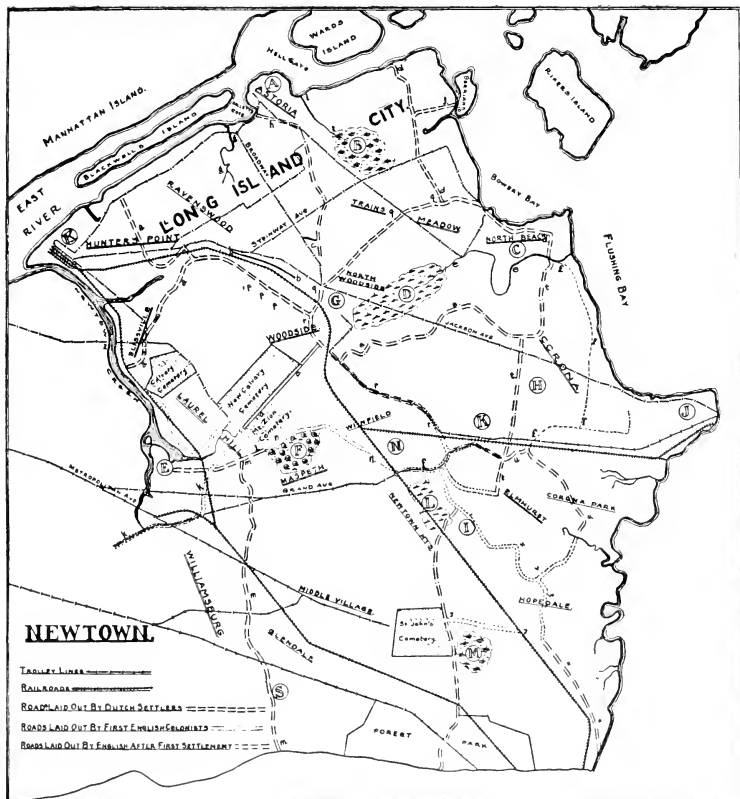 WARDS
ISLAND
HELL GATE
MANHATTAN ISLAND.
RIKERS ISLAND
A
ASTORIA
BLACKWELLS ISLAND
CITY.
B
BROADWAY
LONG ISLAND
EAST
RIVER
RAVENSWOOD
BOWERY BAY
TRAINS
MEADOW
STEINWAY AVE
NORTH BEACH
C
FLUSHING BAY
K
HUNTERS POINT
NORTH
WOODSIDE
D
G
JACKSON AVE
WOODSIDE
BLISSVILLE
CORONA
CREEK
Calvary
Cemetery
New Calvary
Cemetery
H
LAUREL
HILL
Mt. Zion
Cemetery
J
WINFIELD
K
N
E
F
MASPETH
GRAND AVE
METROPOLITAN AVE
ELMHURST
CORONA PARK
L
I
NEWTOWN HTS
WILLIAMSBURG
MIDDLE VILLAGE
HOPEDALE
St John's
Cemetery
GLENDALE
M
NEWTOWN.
TROLLEY LINES
RAILROADS
S
ROADS LAID OUT BY DUTCH SETTLERS
ROADS LAID OUT BY FIRST ENGLISH COLONISTS
ROADS LAID OUT BY ENGLISH AFTER FIRST SETTLEMENT
FOREST
PARK